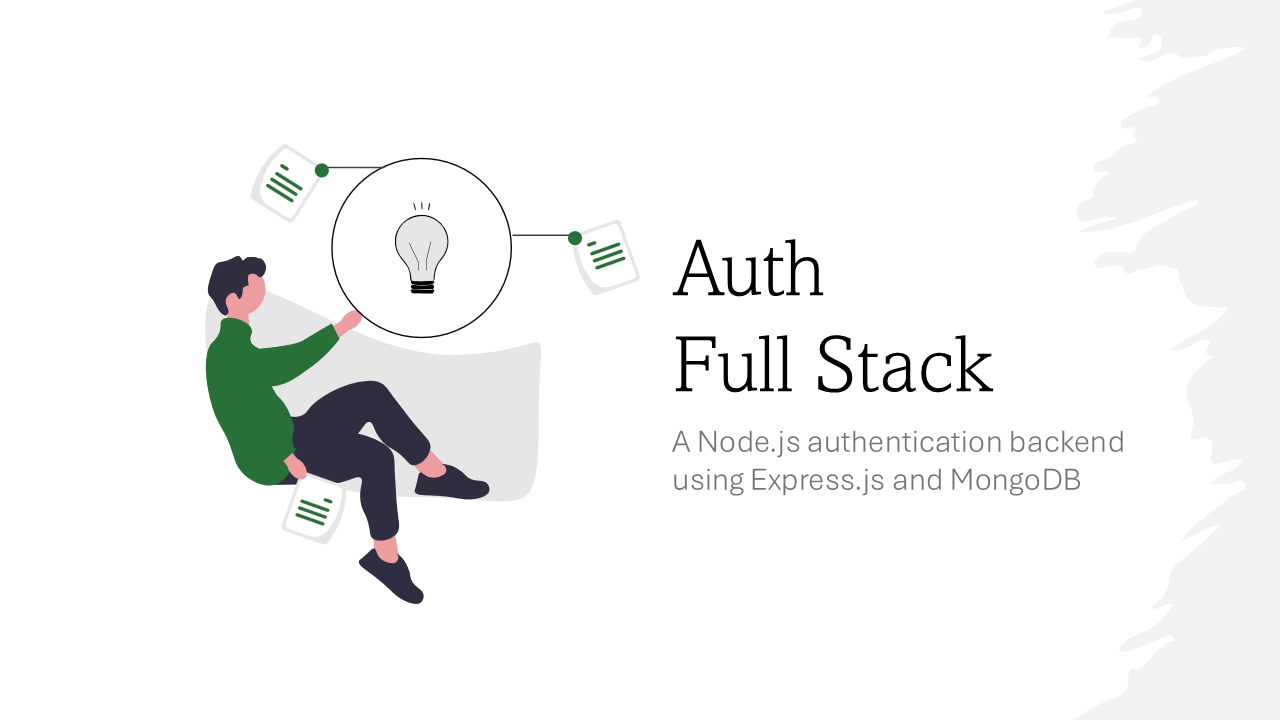 Auth
Full Stack
A Node.js authentication backend
using Express.js and MongoDB